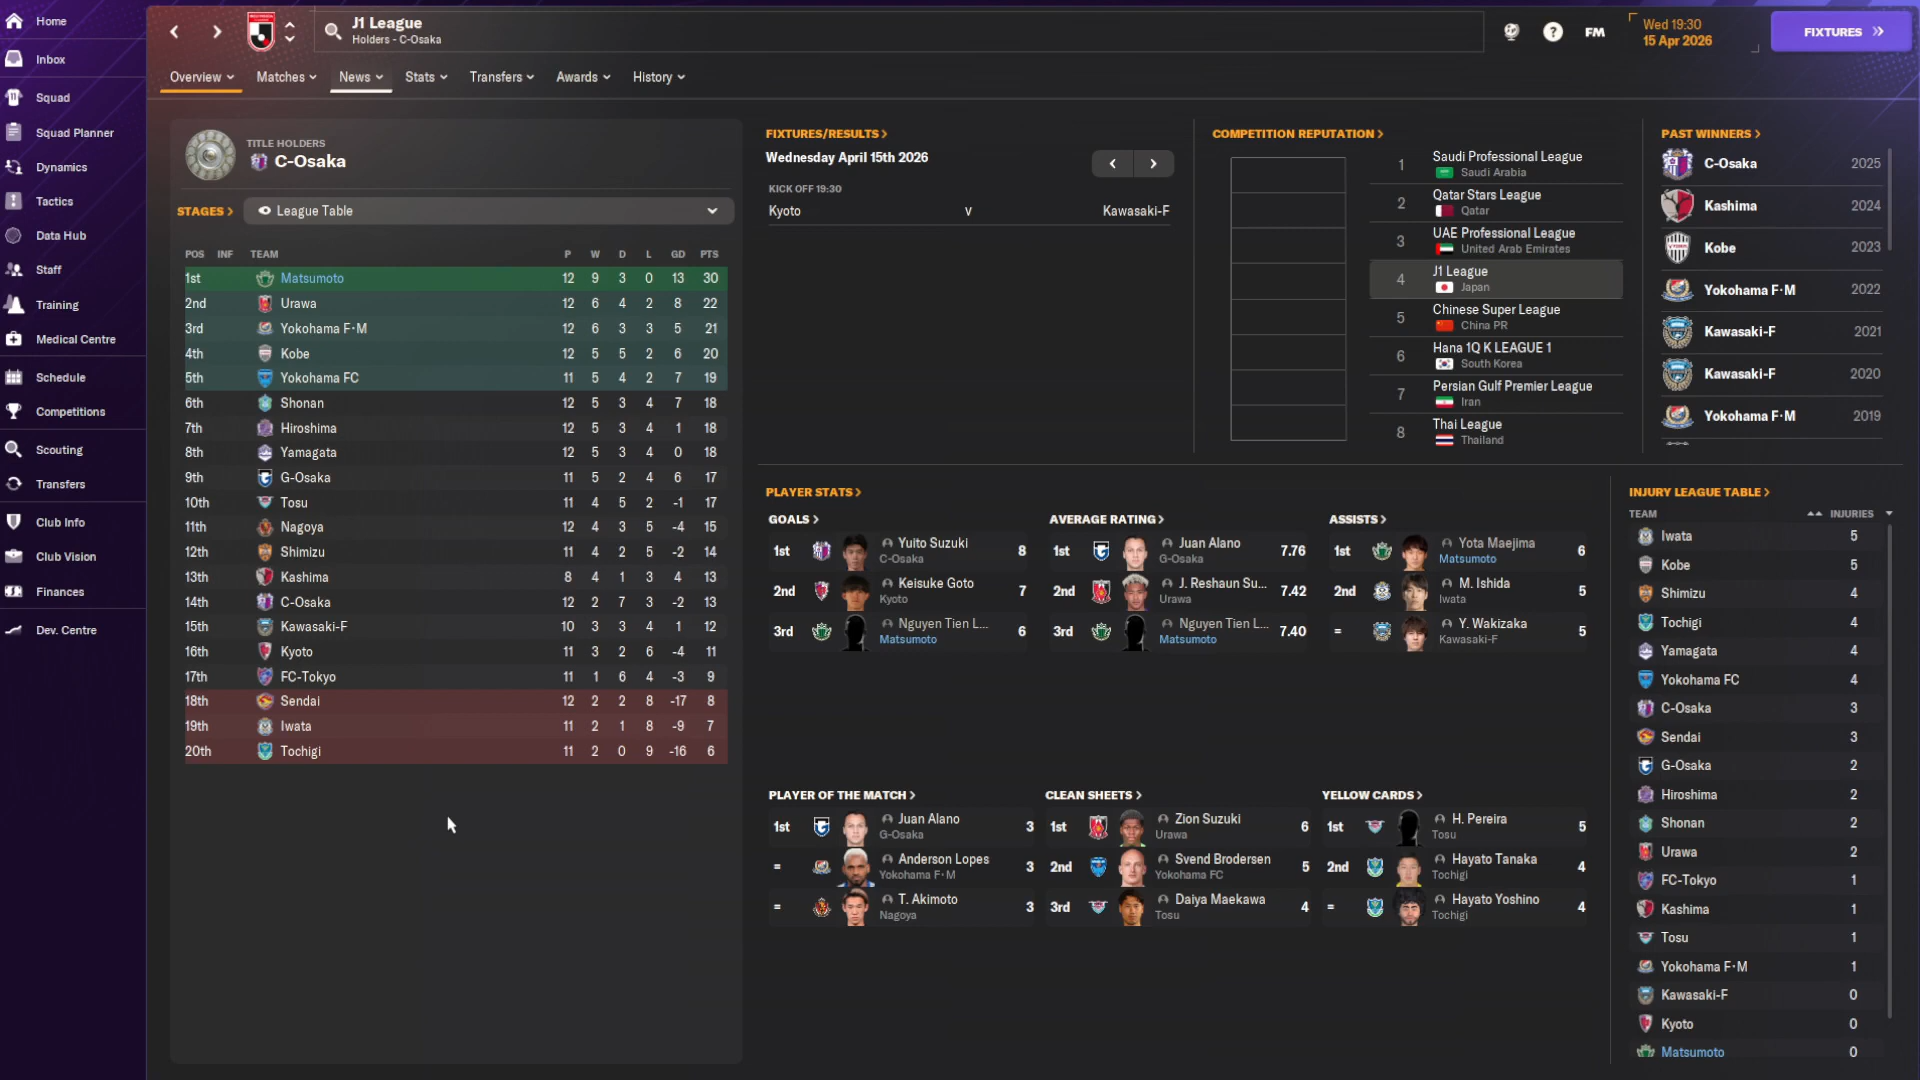 Home
Inbox
Squad
Squad Planner
Dynamics
Tactics
Data Hub
Staff
Training
Medical Centre
Schedule
Competitions
Scouting
Transfers
Club Info
Club Vision
Finances
Dev. Centre
J1 League
Holders - C-Osaka
FM
Wed 19:30
15 Apr 2026
FIXTURES
Overview Matches News Stats Transfers Awards History
TITLE HOLDERS
C-Osaka
STAGES > League Table
POS INF TEAM P W D L GD PTS
1st Matsumoto 12 9 3 0 13 30
2nd Urawa 12 6 4 2 8 22
3rd Yokohama F·M 12 6 3 3 5 21
4th Kobe 12 5 5 2 6 20
5th Yokohama FC 11 5 4 2 7 19
6th Shonan 12 5 3 4 7 18
7th Hiroshima 12 5 3 4 1 18
8th Yamagata 12 5 3 4 0 18
9th G-Osaka 11 5 2 4 6 17
10th Tosu 11 4 5 2 -1 17
11th Nagoya 12 4 3 5 -4 15
12th Shimizu 11 4 2 5 -2 14
13th Kashima 8 4 1 3 4 13
14th C-Osaka 12 2 7 3 -2 13
15th Kawasaki-F 10 3 3 4 1 12
16th Kyoto 11 3 2 6 -4 11
17th FC-Tokyo 11 1 6 4 -3 9
18th Sendai 12 2 2 8 -17 8
19th Iwata 11 2 1 8 -9 7
20th Tochigi 11 2 0 9 -16 6
FIXTURES/RESULTS >
Wednesday April 15th 2026
KICK OFF 19:30
Kyoto v Kawasaki-F
COMPETITION REPUTATION >
1 Saudi Professional League
Saudi Arabia
2 Qatar Stars League
Qatar
3 UAE Professional League
United Arab Emirates
4 J1 League
Japan
5 Chinese Super League
China PR
6 Hana 1Q K LEAGUE 1
South Korea
7 Persian Gulf Premier League
Iran
8 Thai League
Thailand
PAST WINNERS >
C-Osaka 2025
Kashima 2024
Kobe 2023
Yokohama F·M 2022
Kawasaki-F 2021
Kawasaki-F 2020
Yokohama F·M 2019
PLAYER STATS >
GOALS >
1st Yuito Suzuki 8
C-Osaka
2nd Keisuke Goto 7
Kyoto
3rd Nguyen Tien L... 6
Matsumoto
AVERAGE RATING >
1st Juan Alano 7.76
G-Osaka
2nd J. Reshaun Su... 7.42
Urawa
3rd Nguyen Tien L... 7.40
Matsumoto
ASSISTS >
1st Yota Maejima 6
Matsumoto
2nd M. Ishida 5
Iwata
= Y. Wakizaka 5
Kawasaki-F
PLAYER OF THE MATCH >
1st Juan Alano 3
G-Osaka
= Anderson Lopes 3
Yokohama F·M
= T. Akimoto 3
Nagoya
CLEAN SHEETS >
1st Zion Suzuki 6
Urawa
2nd Svend Brodersen 5
Yokohama FC
3rd Daiya Maekawa 4
Tosu
YELLOW CARDS >
1st H. Pereira 5
Tosu
2nd Hayato Tanaka 4
Tochigi
= Hayato Yoshino 4
Tochigi
INJURY LEAGUE TABLE >
TEAM INJURIES
Iwata 5
Kobe 5
Shimizu 4
Tochigi 4
Yamagata 4
Yokohama FC 4
C-Osaka 3
Sendai 3
G-Osaka 2
Hiroshima 2
Shonan 2
Urawa 2
FC-Tokyo 1
Kashima 1
Tosu 1
Yokohama F·M 1
Kawasaki-F 0
Kyoto 0
Matsumoto 0